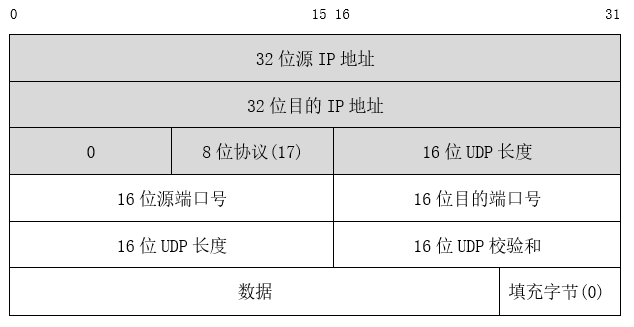 0 15 16 31
32 位源 IP 地址
32 位目的 IP 地址
0 8 位协议(17) 16 位 UDP 长度
16 位源端口号 16 位目的端口号
16 位 UDP 长度 16 位 UDP 校验和
数据 填充字节(0)